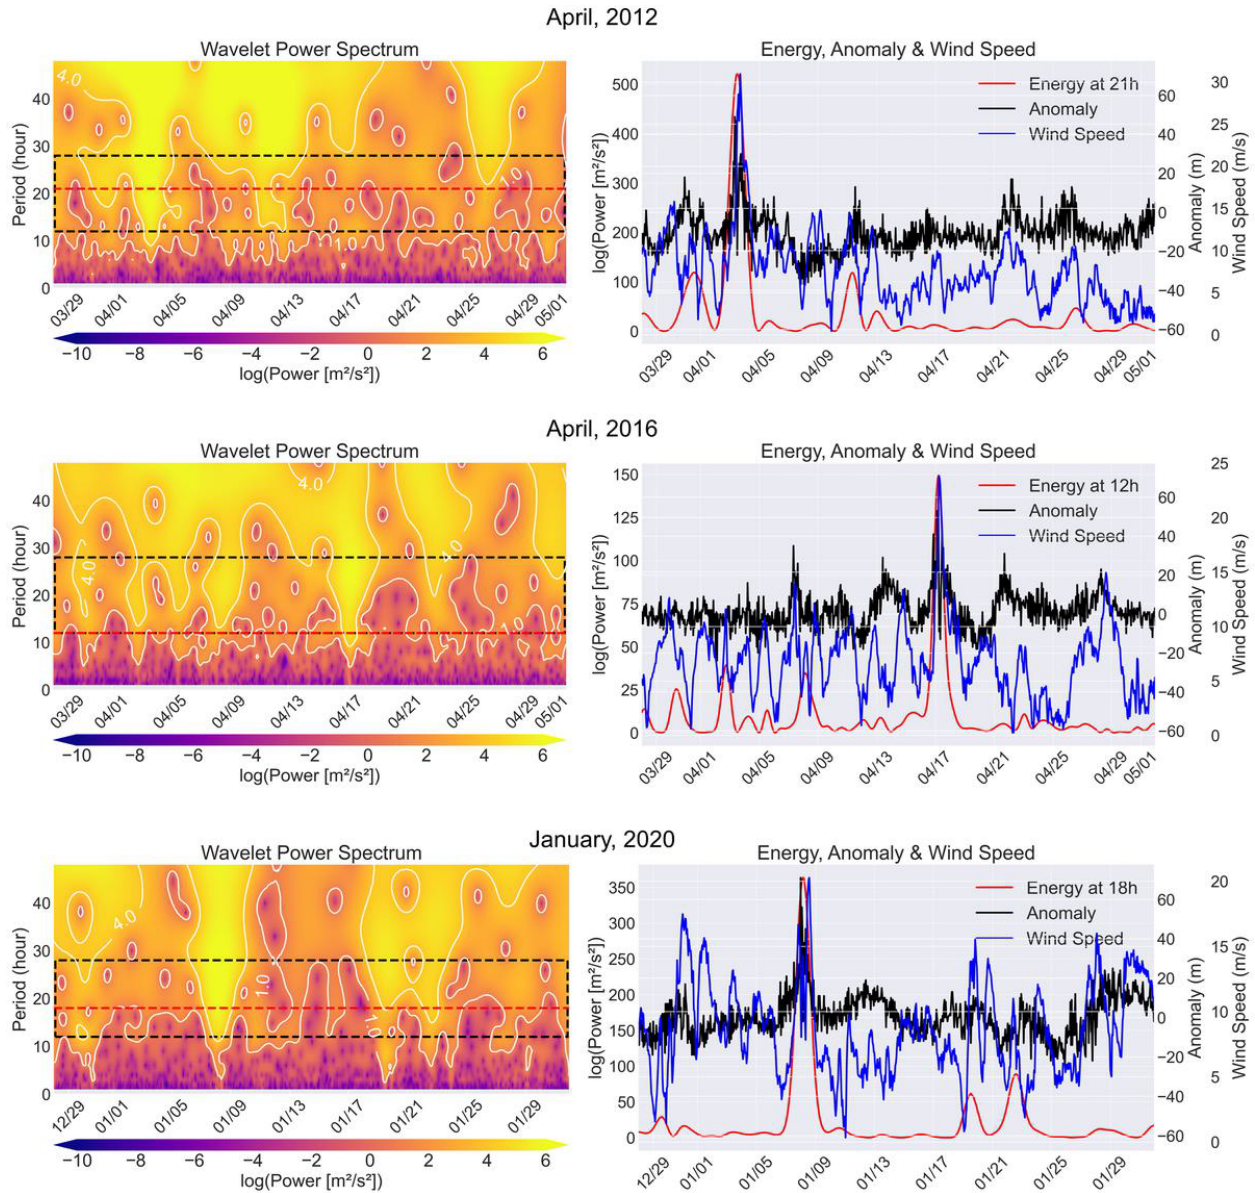 April, 2012
Wavelet Power Spectrum
Period (hour)
40
30
20
10
0
4.0
1.0
1.0
03/29 04/01 04/05 04/09 04/13 04/17 04/21 04/25 04/29 05/01
−10 −8 −6 −4 −2 0 2 4 6
log(Power [m²/s²])
Energy, Anomaly & Wind Speed
log(Power [m²/s²])
500
400
300
200
100
0
Energy at 21h
Anomaly
Wind Speed
60
40
20
0
−20
−40
−60
Anomaly (m)
30
25
20
15
10
5
0
Wind Speed (m/s)
03/29 04/01 04/05 04/09 04/13 04/17 04/21 04/25 04/29 05/01
April, 2016
Wavelet Power Spectrum
Period (hour)
40
30
20
10
0
4.0
4.0
4.0
1.0
03/29 04/01 04/05 04/09 04/13 04/17 04/21 04/25 04/29 05/01
−10 −8 −6 −4 −2 0 2 4 6
log(Power [m²/s²])
Energy, Anomaly & Wind Speed
log(Power [m²/s²])
150
125
100
75
50
25
0
Energy at 12h
Anomaly
Wind Speed
60
40
20
0
−20
−40
−60
Anomaly (m)
25
20
15
10
5
0
Wind Speed (m/s)
03/29 04/01 04/05 04/09 04/13 04/17 04/21 04/25 04/29 05/01
January, 2020
Wavelet Power Spectrum
Period (hour)
40
30
20
10
0
4.0
1.0
1.0
12/29 01/01 01/05 01/09 01/13 01/17 01/21 01/25 01/29
−10 −8 −6 −4 −2 0 2 4 6
log(Power [m²/s²])
Energy, Anomaly & Wind Speed
log(Power [m²/s²])
350
300
250
200
150
100
50
0
Energy at 18h
Anomaly
Wind Speed
60
40
20
0
−20
−40
−60
Anomaly (m)
20
15
10
5
0
Wind Speed (m/s)
12/29 01/01 01/05 01/09 01/13 01/17 01/21 01/25 01/29